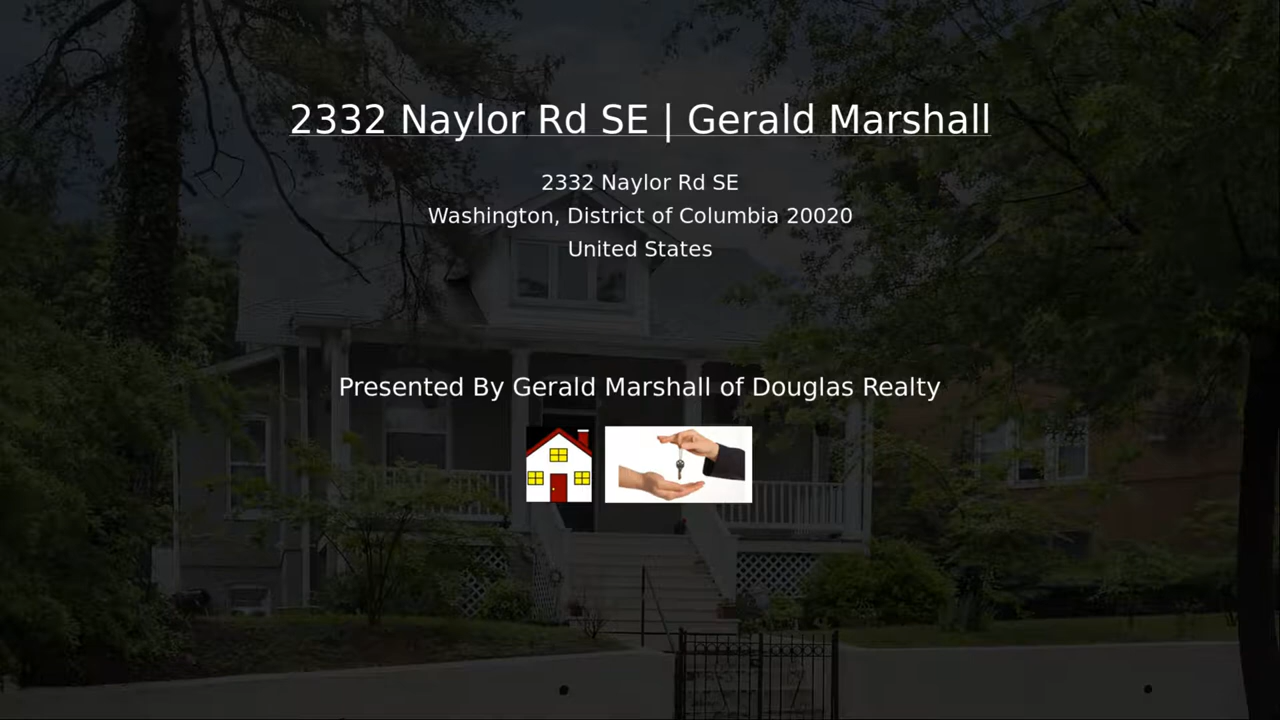 2332 Naylor Rd SE | Gerald Marshall
2332 Naylor Rd SE
Washington, District of Columbia 20020
United States
Presented By Gerald Marshall of Douglas Realty